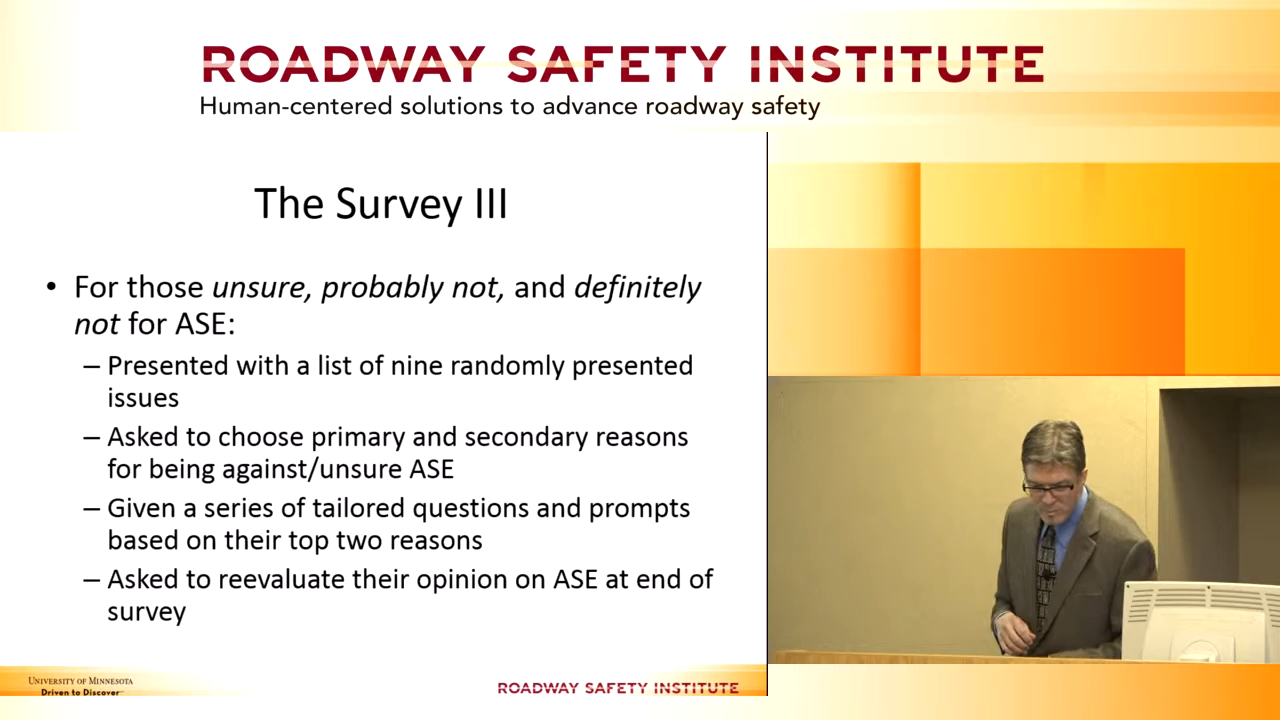 ROADWAY SAFETY INSTITUTE
Human-centered solutions to advance roadway safety
The Survey III
• For those unsure, probably not, and definitely
not for ASE:
– Presented with a list of nine randomly presented
issues
– Asked to choose primary and secondary reasons
for being against/unsure ASE
– Given a series of tailored questions and prompts
based on their top two reasons
– Asked to reevaluate their opinion on ASE at end of
survey
UNIVERSITY OF MINNESOTA
Driven to Discover
ROADWAY SAFETY INSTITUTE